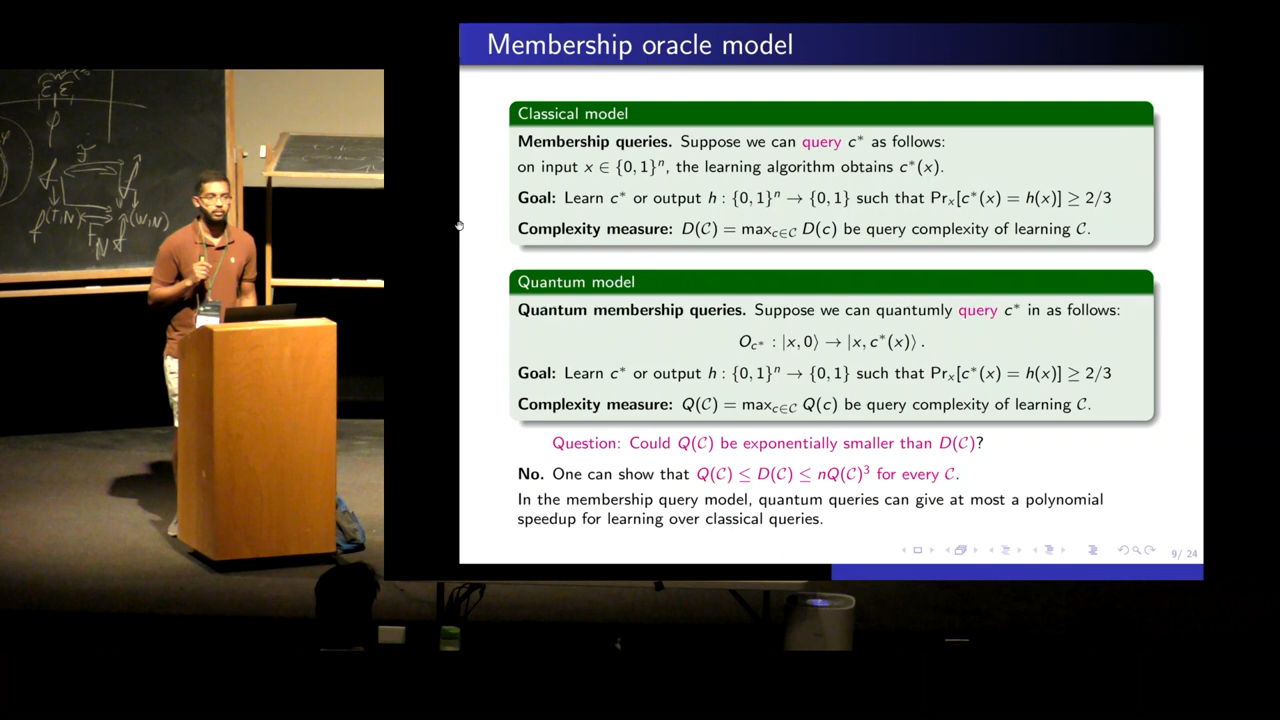 Membership oracle model
Classical model
Membership queries. Suppose we can query c* as follows:
on input x ∈ {0, 1}ⁿ, the learning algorithm obtains c*(x).
Goal: Learn c* or output h : {0, 1}ⁿ → {0, 1} such that Prₓ[c*(x) = h(x)] ≥ 2/3
Complexity measure: D(𝒞) = max_{c∈𝒞} D(c) be query complexity of learning 𝒞.
Quantum model
Quantum membership queries. Suppose we can quantumly query c* in as follows:
O_{c*} : |x, 0⟩ → |x, c*(x)⟩ .
Goal: Learn c* or output h : {0, 1}ⁿ → {0, 1} such that Prₓ[c*(x) = h(x)] ≥ 2/3
Complexity measure: Q(𝒞) = max_{c∈𝒞} Q(c) be query complexity of learning 𝒞.
Question: Could Q(𝒞) be exponentially smaller than D(𝒞)?
No. One can show that Q(𝒞) ≤ D(𝒞) ≤ nQ(𝒞)³ for every 𝒞.
In the membership query model, quantum queries can give at most a polynomial
speedup for learning over classical queries.
9/ 24